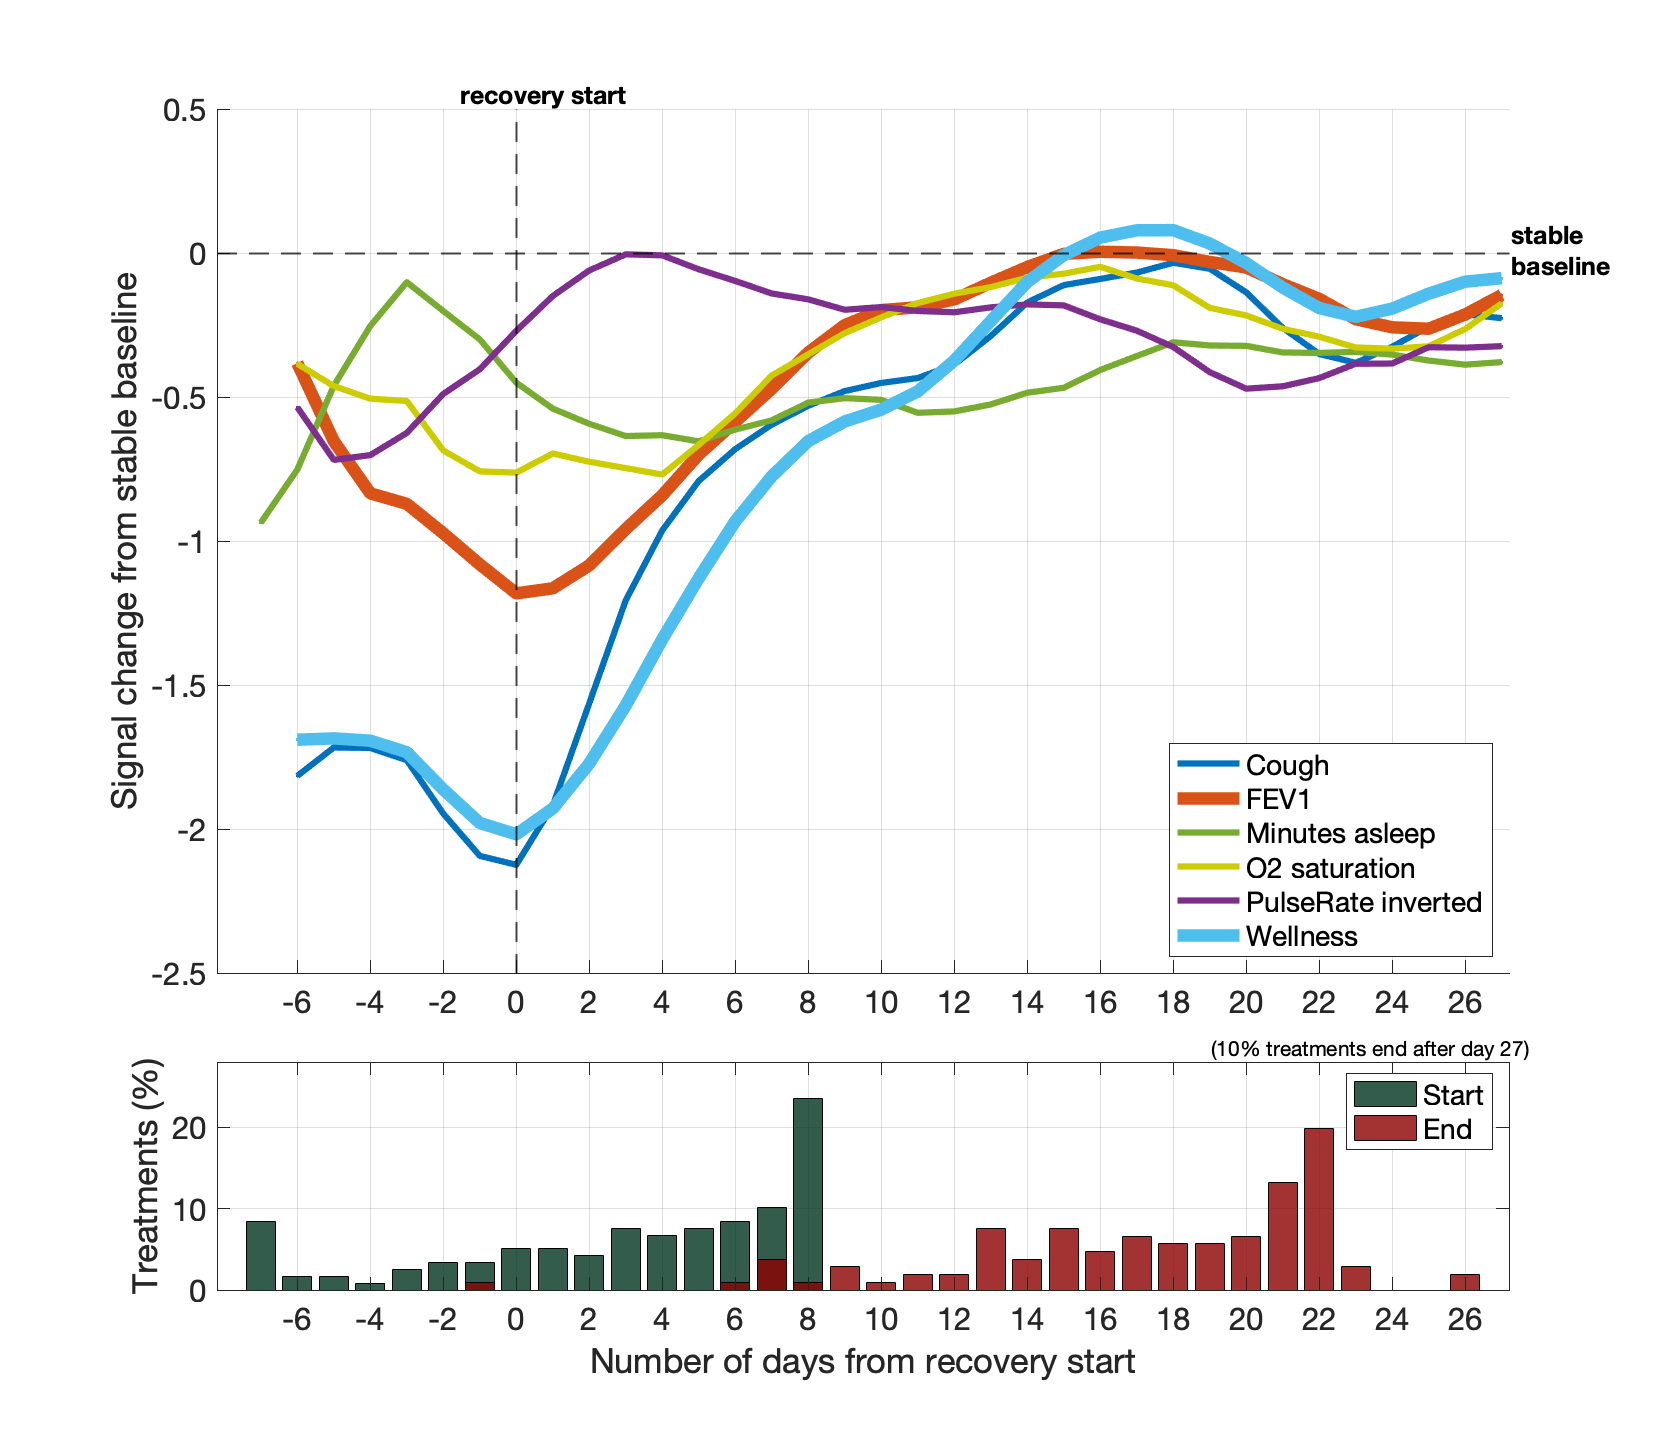 recovery start
0.5
0
-0.5
-1
-1.5
-2
-2.5
Signal change from stable baseline
stable
baseline
Cough
FEV1
Minutes asleep
O2 saturation
PulseRate inverted
Wellness
-6 -4 -2 0 2 4 6 8 10 12 14 16 18 20 22 24 26
(10% treatments end after day 27)
Treatments (%)
20
10
0
Start
End
-6 -4 -2 0 2 4 6 8 10 12 14 16 18 20 22 24 26
Number of days from recovery start